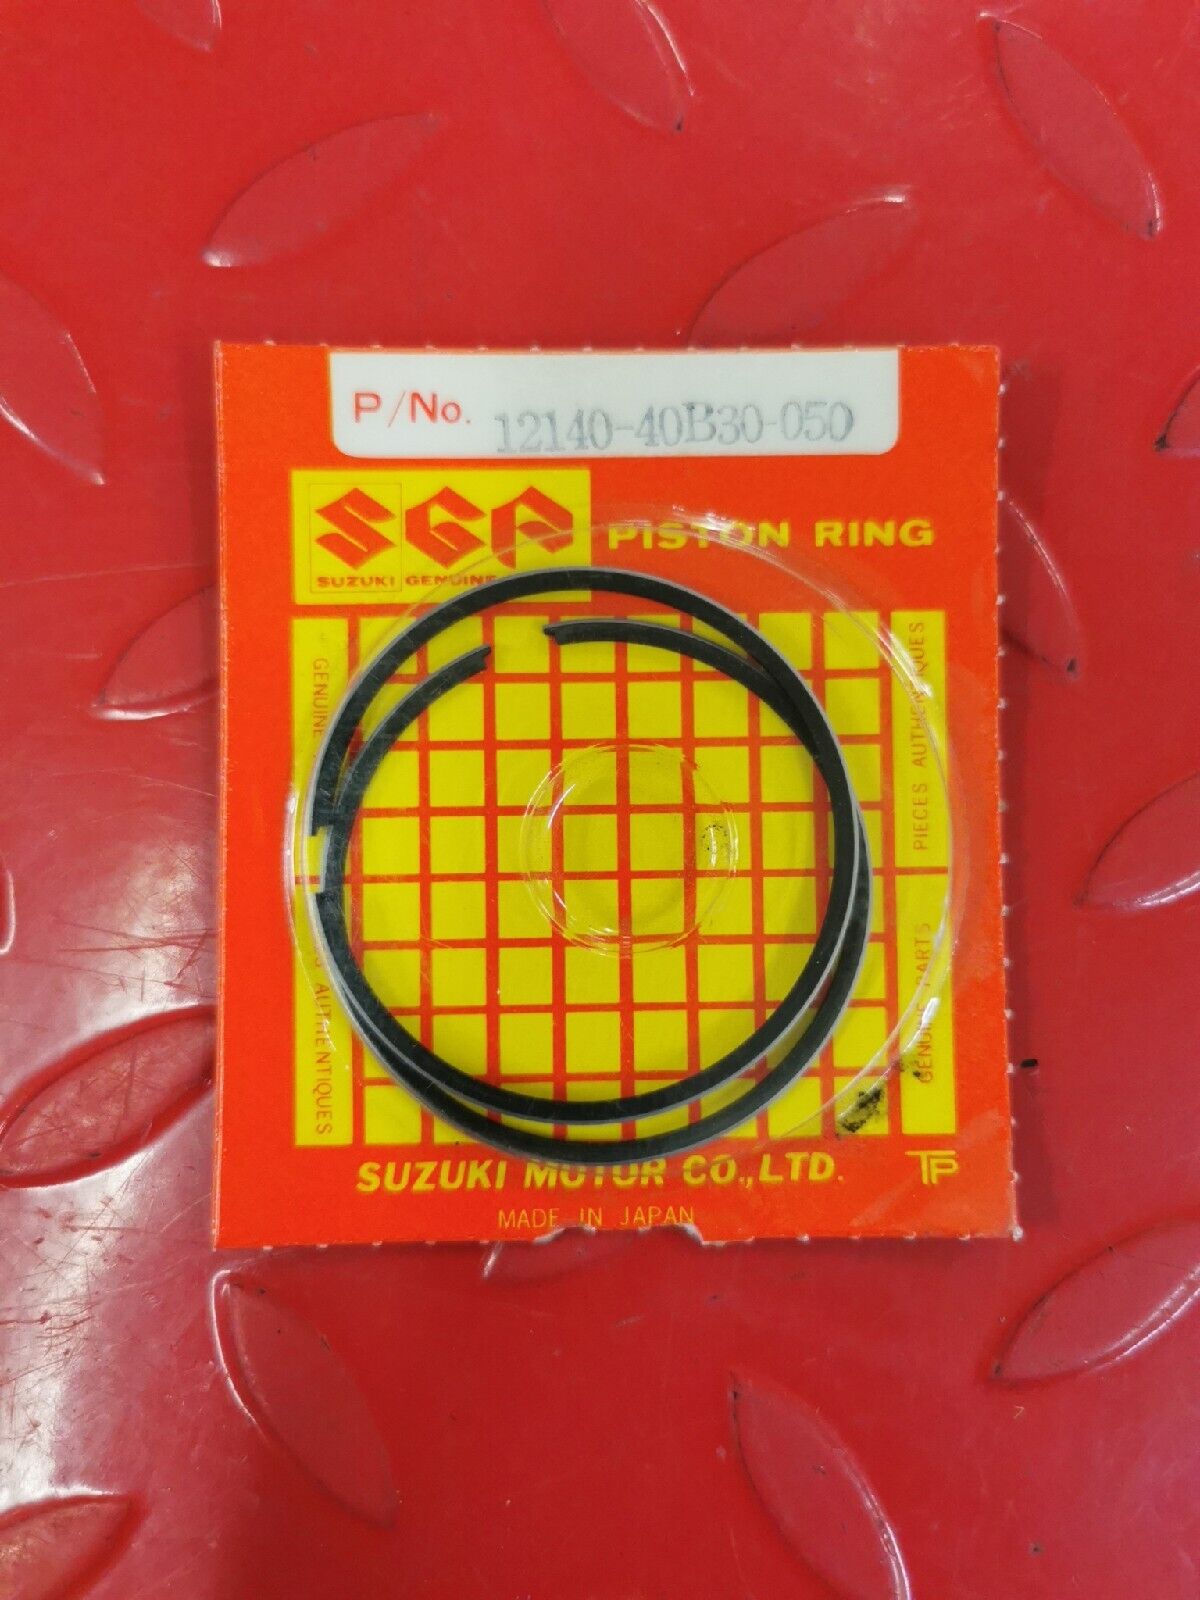 P/No. 12140-40B30-050
SGP PISTON RING
SUZUKI GENUINE
GENUINE
AUTHENTIQUES
PIECES AUTHENTIQUES
GENUINE PARTS
SUZUKI MOTOR CO., LTD. TP
MADE IN JAPAN